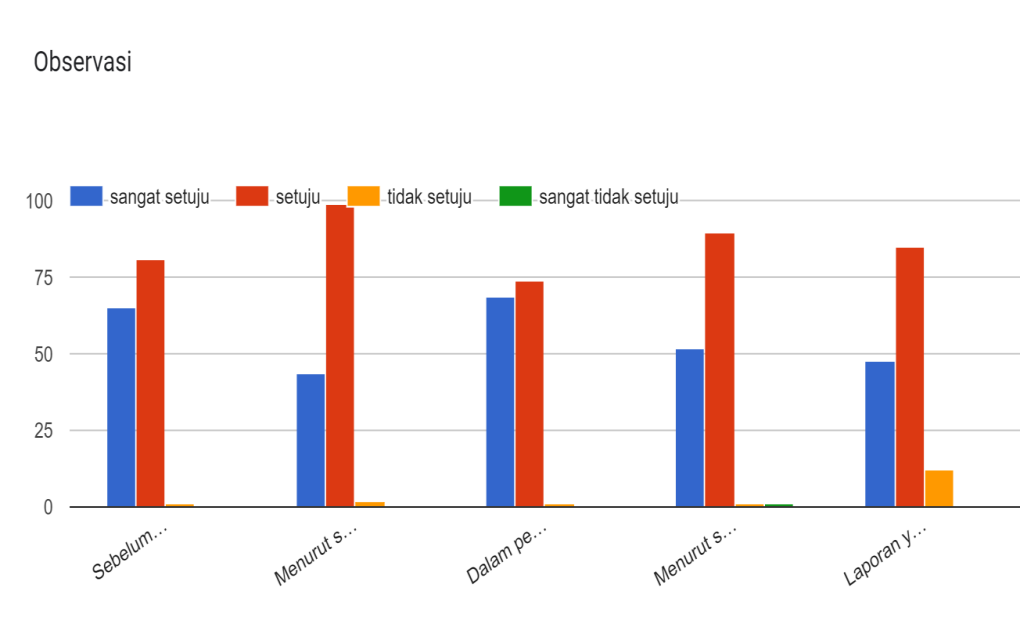 Observasi
sangat setuju setuju tidak setuju sangat tidak setuju
100
75
50
25
0
Sebelum... Menurut s... Dalam pe... Menurut s... Laporan y...